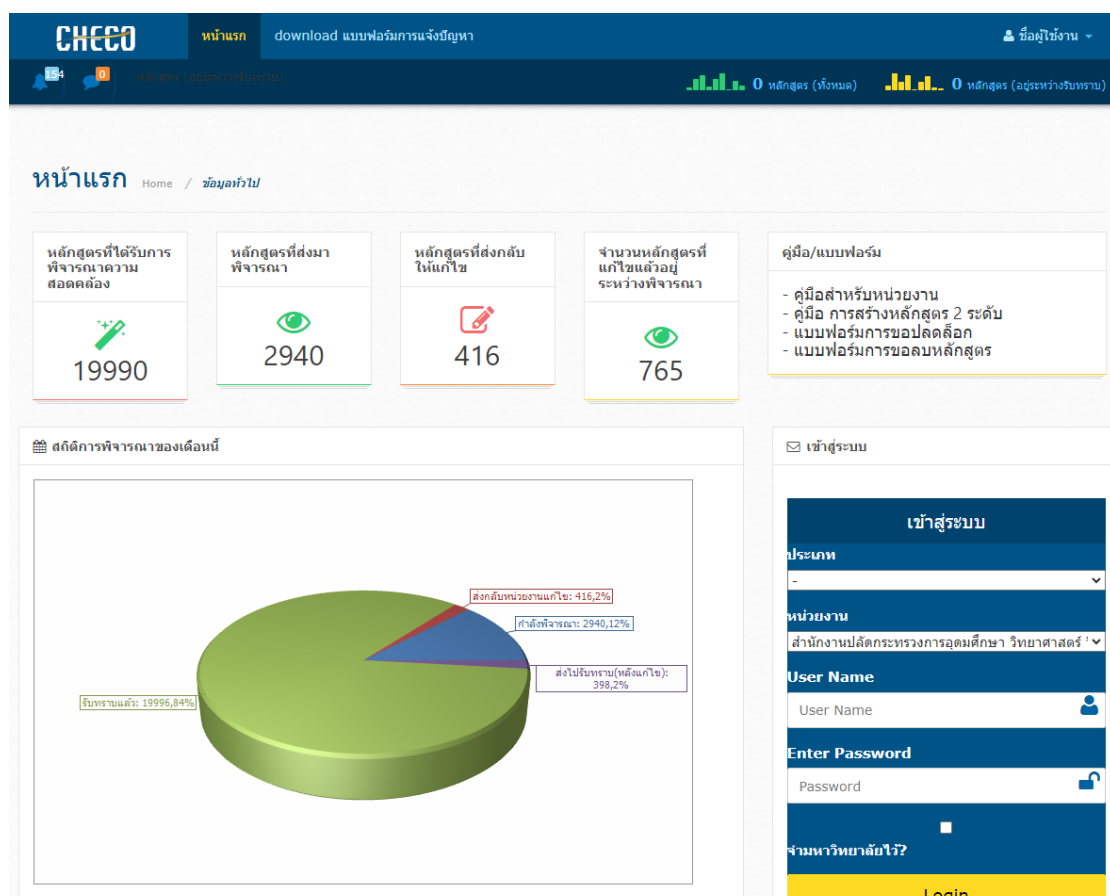 CHECO
หน้าแรก
download แบบฟอร์มการแจ้งปัญหา
ชื่อผู้ใช้งาน
154
0
หลักสูตร (อยู่ระหว่างรับทราบ)
0 หลักสูตร (ทั้งหมด)
0 หลักสูตร (อยู่ระหว่างรับทราบ)
หน้าแรก Home / ข้อมูลทั่วไป
หลักสูตรที่ได้รับการ
พิจารณาความ
สอดคล้อง
19990
หลักสูตรที่ส่งมา
พิจารณา
2940
หลักสูตรที่ส่งกลับ
ให้แก้ไข
416
จำนวนหลักสูตรที่
แก้ไขแล้วอยู่
ระหว่างพิจารณา
765
คู่มือ/แบบฟอร์ม
- คู่มือสำหรับหน่วยงาน
- คู่มือ การสร้างหลักสูตร 2 ระดับ
- แบบฟอร์มการขอปลดล็อก
- แบบฟอร์มการขอลบหลักสูตร
สถิติการพิจารณาของเดือนนี้
ส่งกลับหน่วยงานแก้ไข: 416,2%
กำลังพิจารณา: 2940,12%
ส่งไปรับทราบ(หลังแก้ไข):
398,2%
รับทราบแล้ว: 19996,84%
เข้าสู่ระบบ
เข้าสู่ระบบ
ประเภท
-
หน่วยงาน
สำนักงานปลัดกระทรวงการอุดมศึกษา วิทยาศาสตร์
User Name
User Name
Enter Password
Password
จำมหาวิทยาลัยไว้?
Login